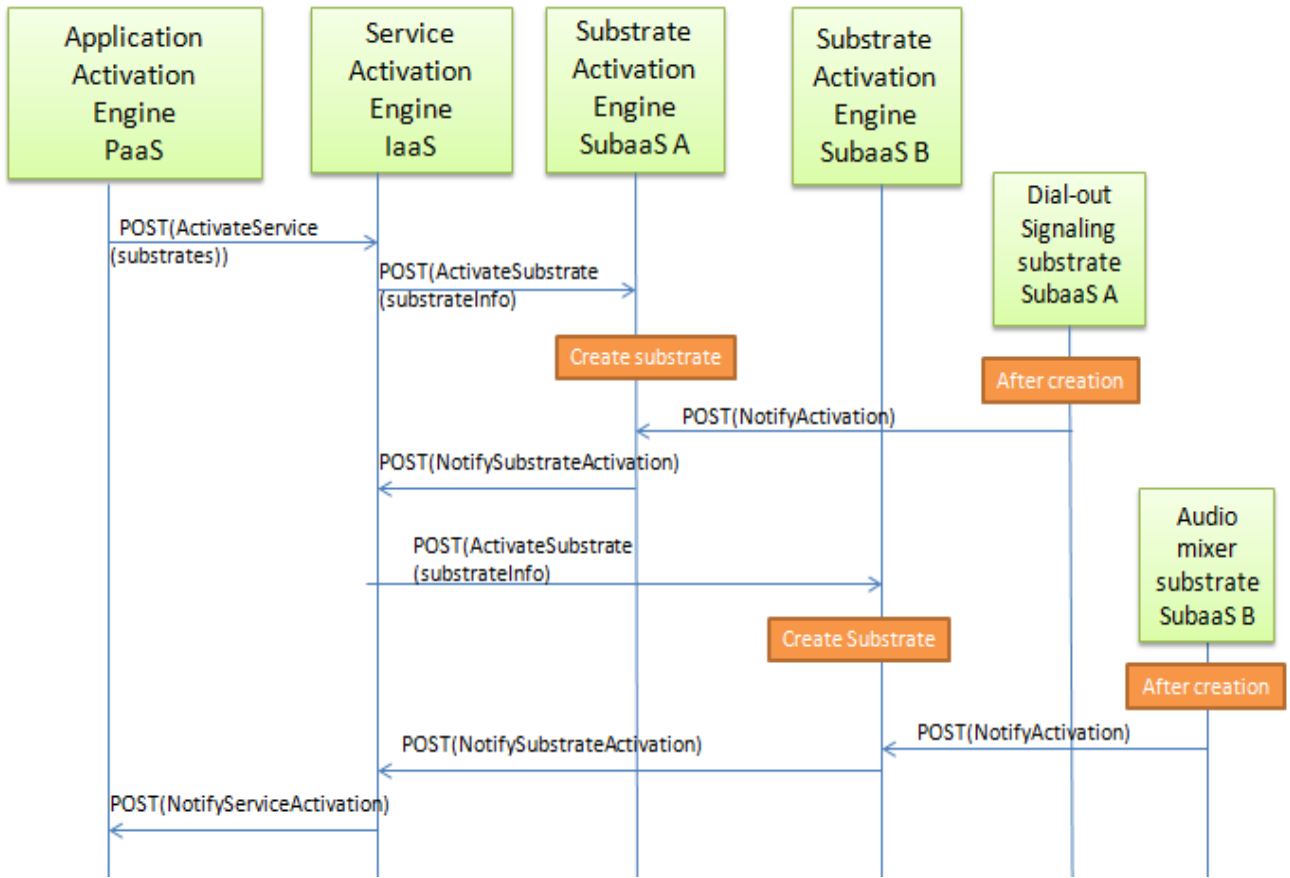 Application
Activation
Engine
PaaS
Service
Activation
Engine
IaaS
Substrate
Activation
Engine
SubaaS A
Substrate
Activation
Engine
SubaaS B
Dial-out
Signaling
substrate
SubaaS A
POST(ActivateService
(substrates))
POST(ActivateSubstrate
(substrateInfo)
Create substrate
After creation
POST(NotifyActivation)
POST(NotifySubstrateActivation)
Audio
mixer
substrate
SubaaS B
POST(ActivateSubstrate
(substrateInfo)
Create Substrate
After creation
POST(NotifyActivation)
POST(NotifySubstrateActivation)
POST(NotifyServiceActivation)